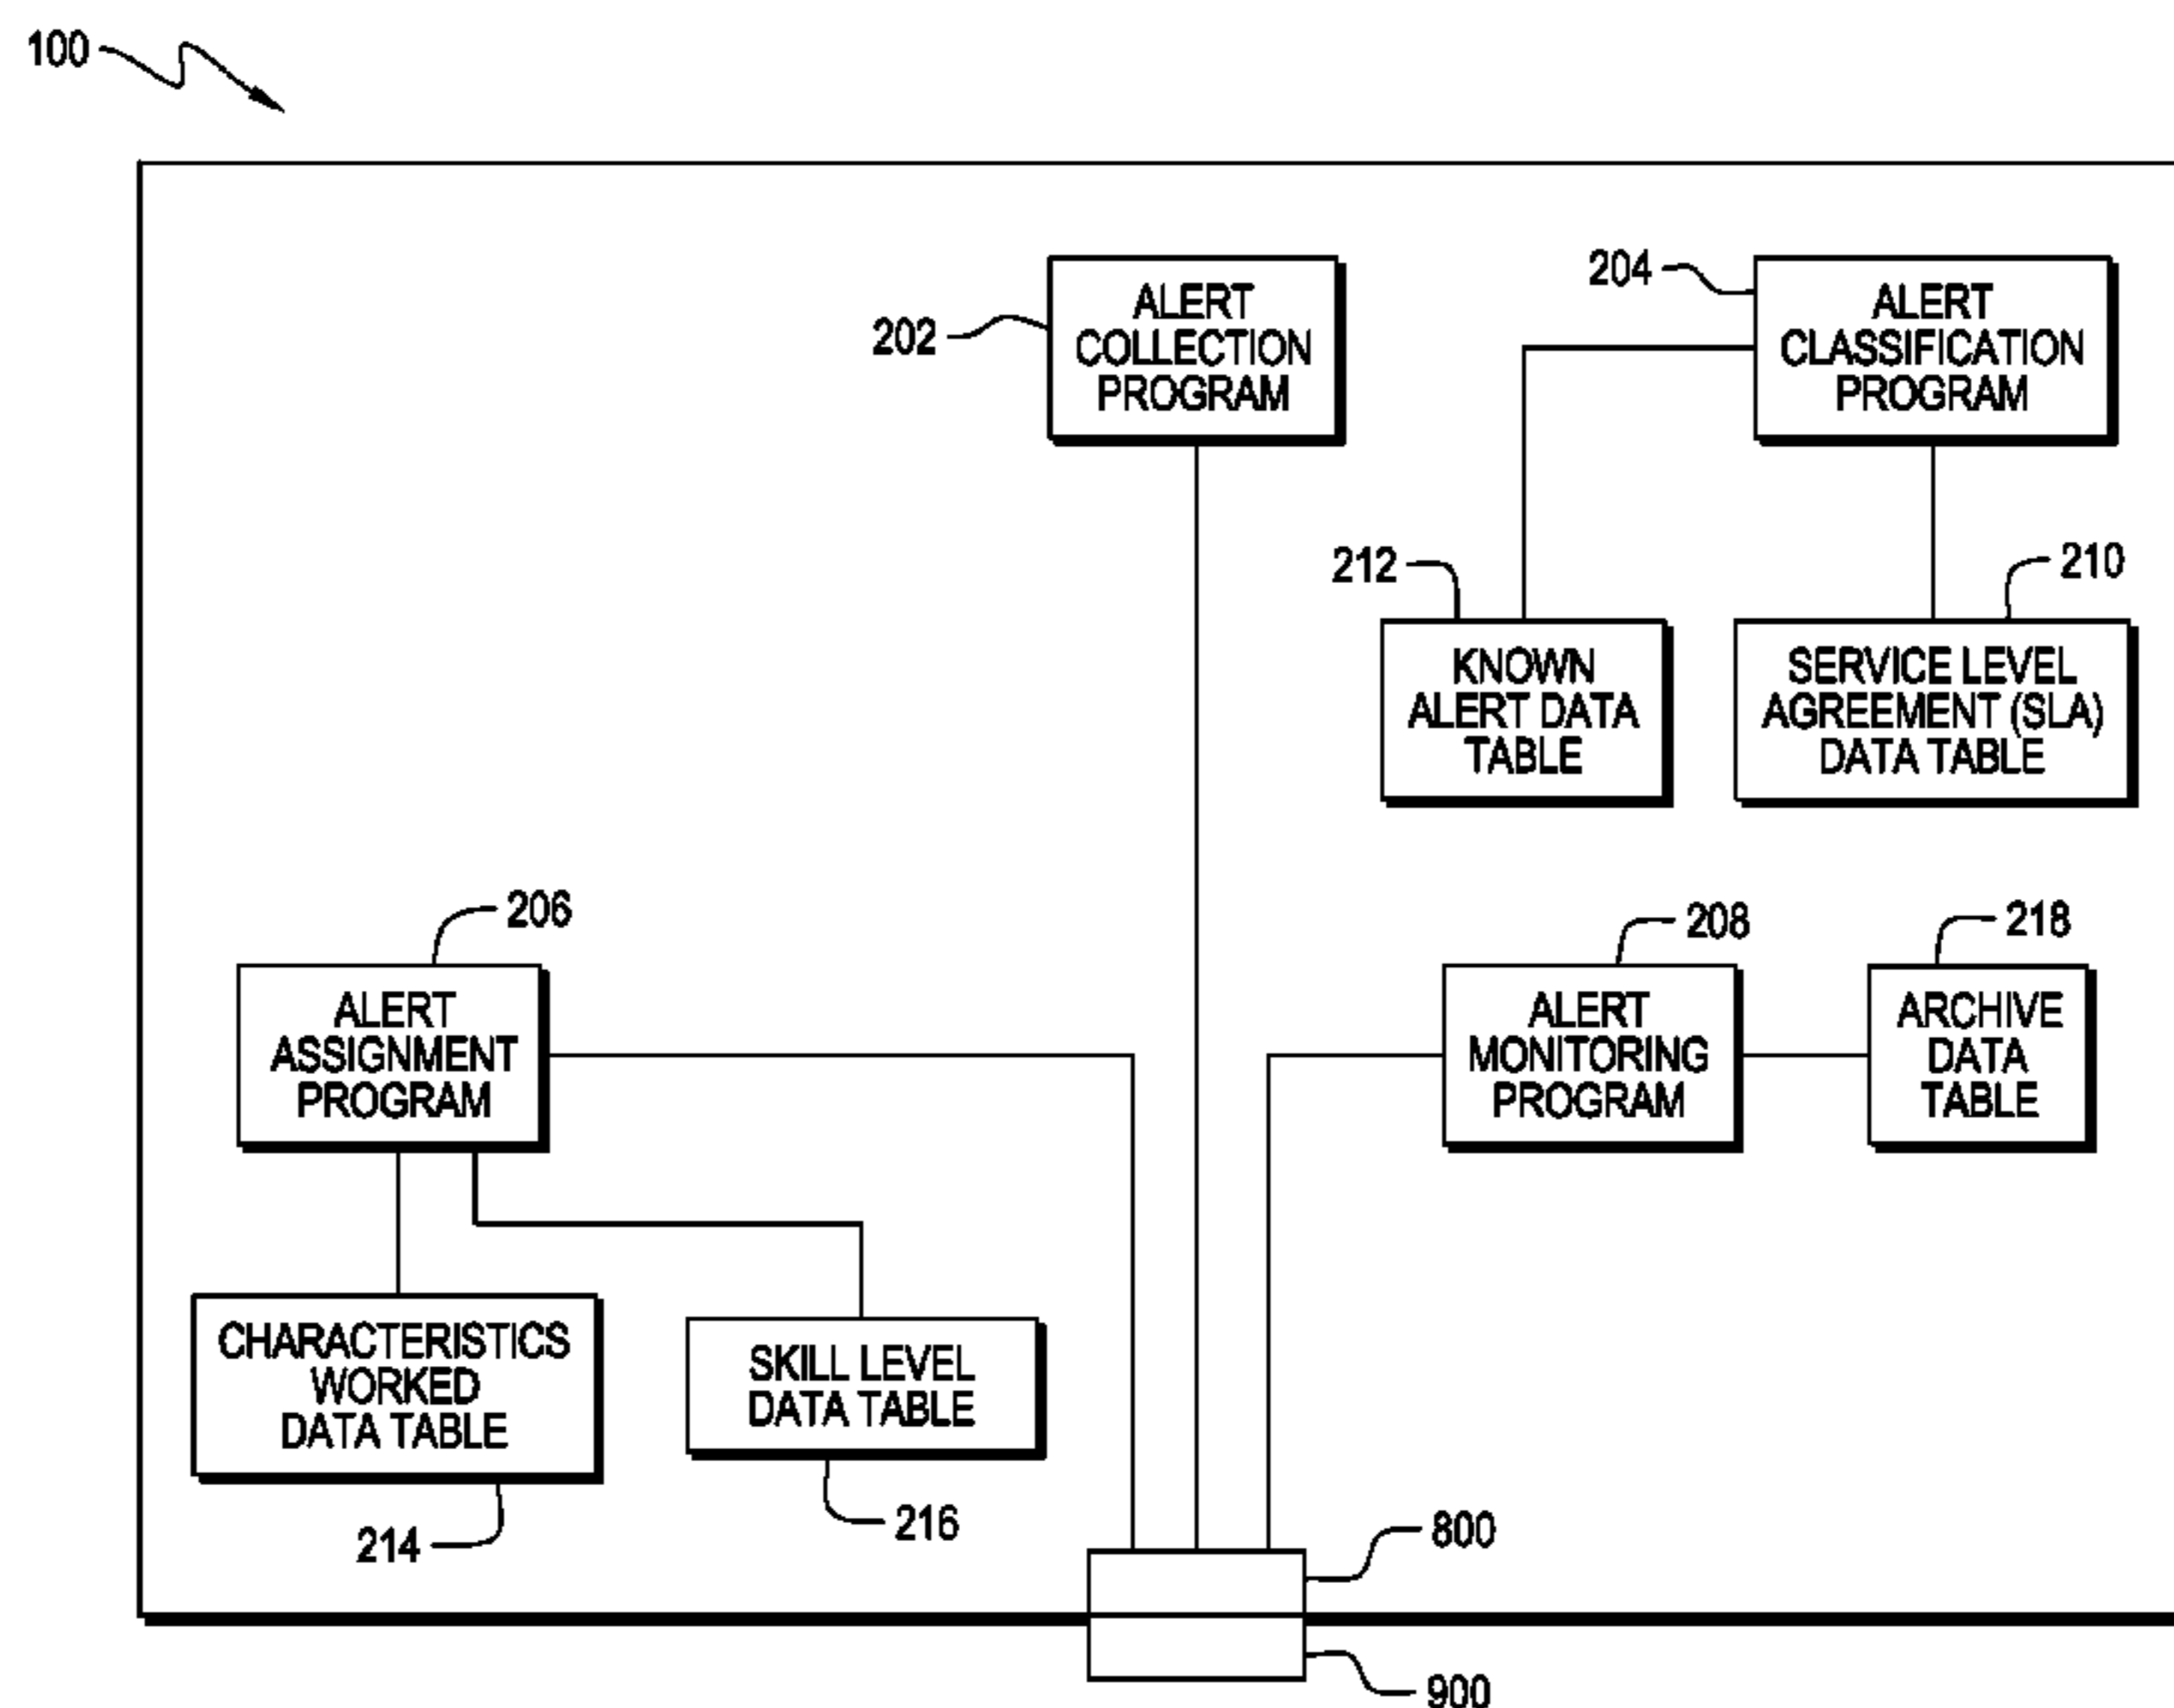 100
202
ALERT
COLLECTION
PROGRAM
204
ALERT
CLASSIFICATION
PROGRAM
212
KNOWN
ALERT DATA
TABLE
210
SERVICE LEVEL
AGREEMENT (SLA)
DATA TABLE
206
ALERT
ASSIGNMENT
PROGRAM
208
ALERT
MONITORING
PROGRAM
218
ARCHIVE
DATA
TABLE
CHARACTERISTICS
WORKED
DATA TABLE
214
SKILL LEVEL
DATA TABLE
216
800
900